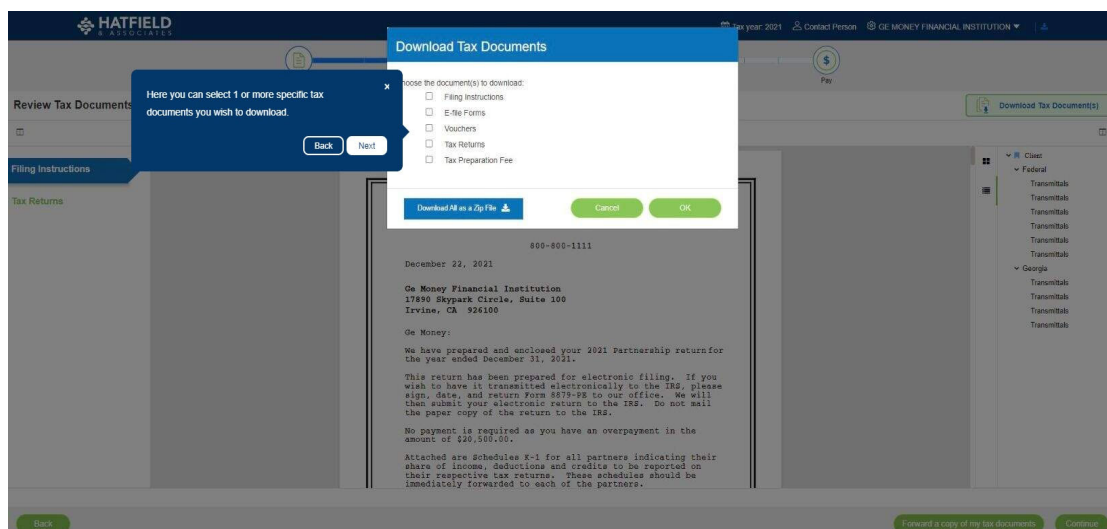 HATFIELD
& ASSOCIATES
Tax year: 2021
Contact Person
GE MONEY FINANCIAL INSTITUTION
Download Tax Documents
Pay
Here you can select 1 or more specific tax
documents you wish to download.
Back
Next
hoose the document(s) to download:
Filing Instructions
E-file Forms
Vouchers
Tax Returns
Tax Preparation Fee
Download All as a Zip File
Cancel
OK
Review Tax Documents
Download Tax Document(s)
Filing Instructions
Tax Returns
Client
Federal
Transmittals
Transmittals
Transmittals
Transmittals
Transmittals
Transmittals
Georgia
Transmittals
Transmittals
Transmittals
Transmittals
800-800-1111
December 22, 2021
Ge Money Financial Institution
17890 Skypark Circle, Suite 100
Irvine, CA 926100
Ge Money:
We have prepared and enclosed your 2021 Partnership return for
the year ended December 31, 2021.
This return has been prepared for electronic filing. If you
wish to have it transmitted electronically to the IRS, please
sign, date, and return Form 8879-PE to our office. We will
then submit your electronic return to the IRS. Do not mail
the paper copy of the return to the IRS.
No payment is required as you have an overpayment in the
amount of $20,500.00.
Attached are Schedules K-1 for all partners indicating their
share of income, deductions and credits to be reported on
their respective tax returns. These schedules should be
immediately forwarded to each of the partners.
Back
Forward a copy of my tax documents
Continue